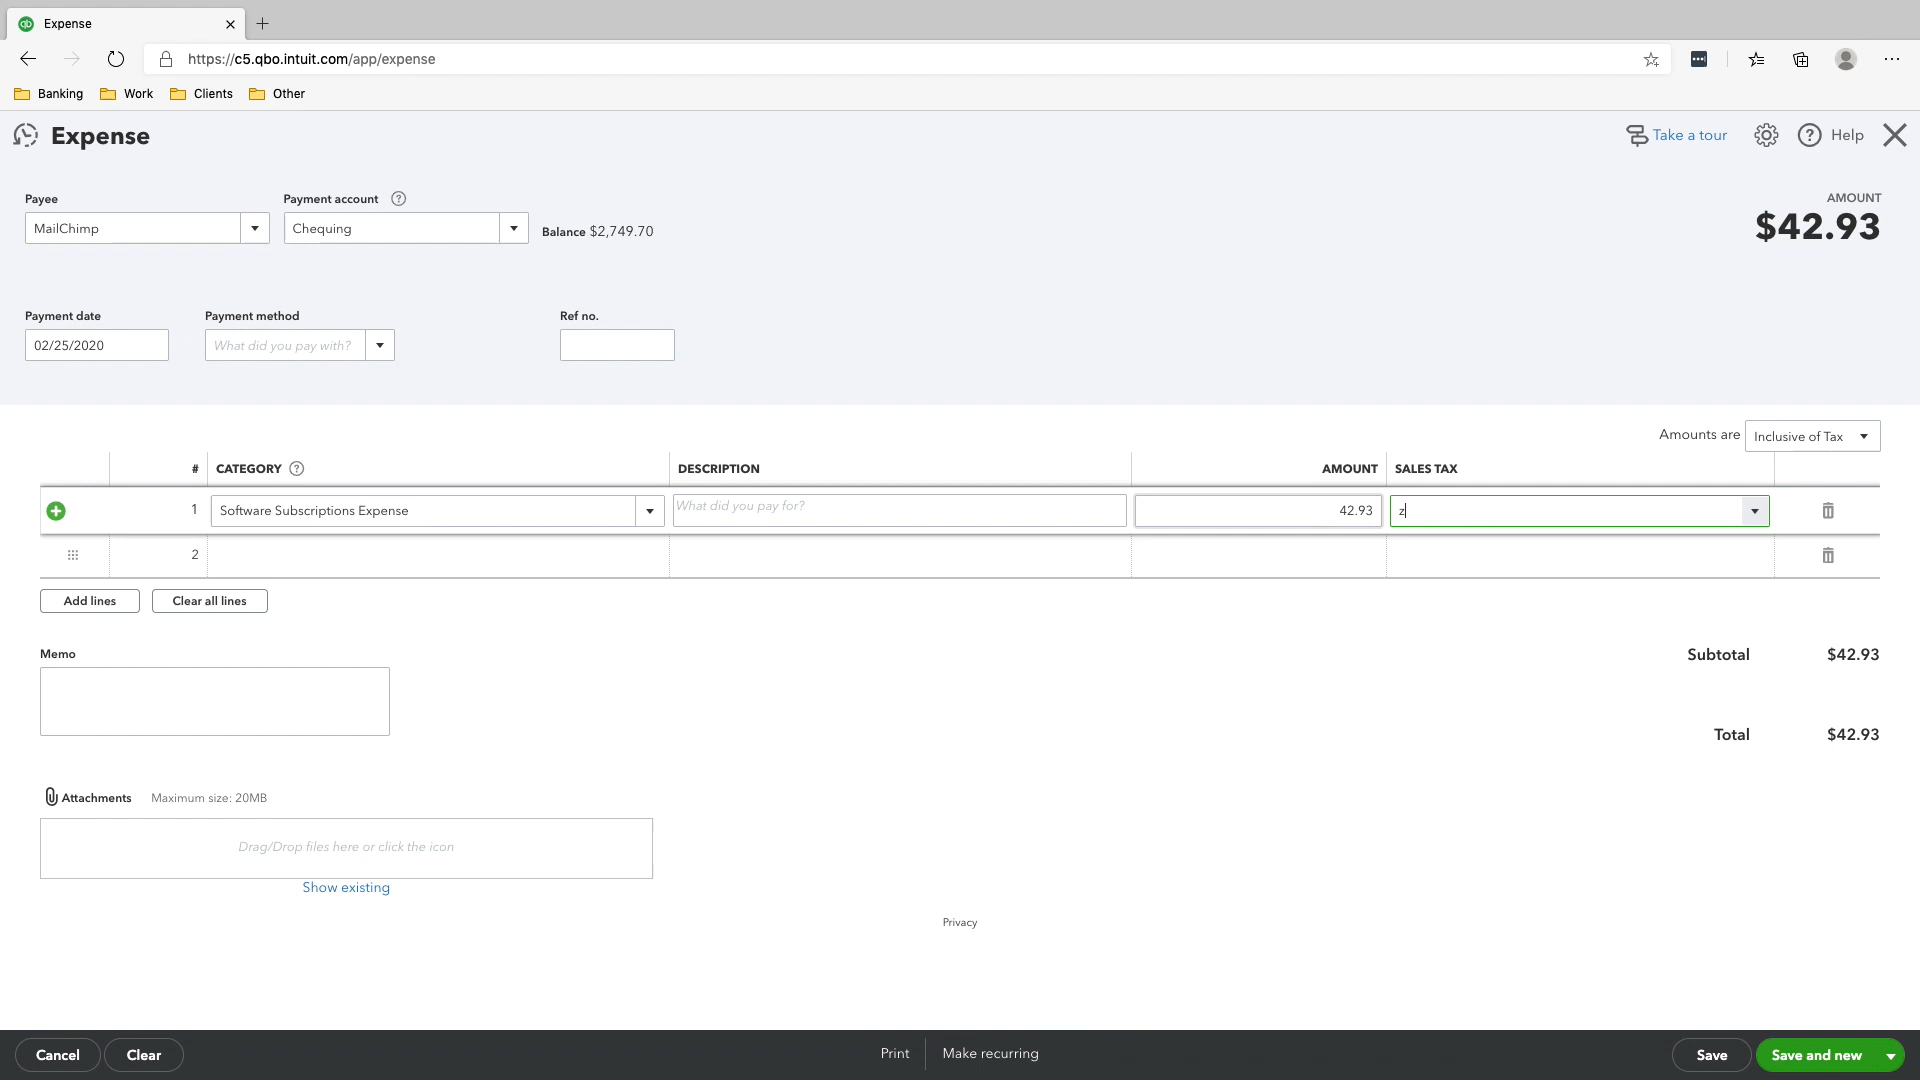 Expense
https://c5.qbo.intuit.com/app/expense
Banking Work Clients Other
Expense
Take a tour Help
Payee Payment account
MailChimp Chequing Balance $2,749.70
AMOUNT
$42.93
Payment date Payment method Ref no.
02/25/2020 What did you pay with?
Amounts are Inclusive of Tax
# CATEGORY DESCRIPTION AMOUNT SALES TAX
1 Software Subscriptions Expense What did you pay for? 42.93 z
2
Add lines Clear all lines
Memo
Subtotal $42.93
Total $42.93
Attachments Maximum size: 20MB
Drag/Drop files here or click the icon
Show existing
Privacy
Cancel Clear Print Make recurring Save Save and new